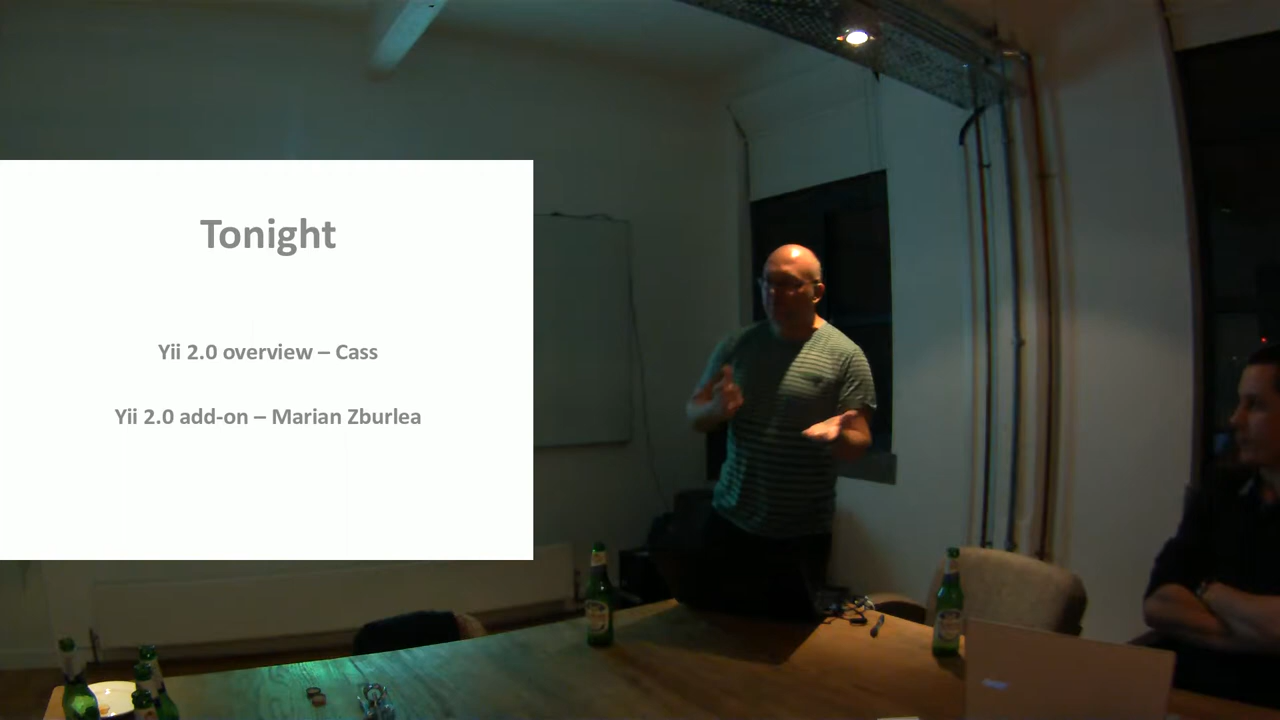 Tonight
Yii 2.0 overview – Cass
Yii 2.0 add-on – Marian Zburlea